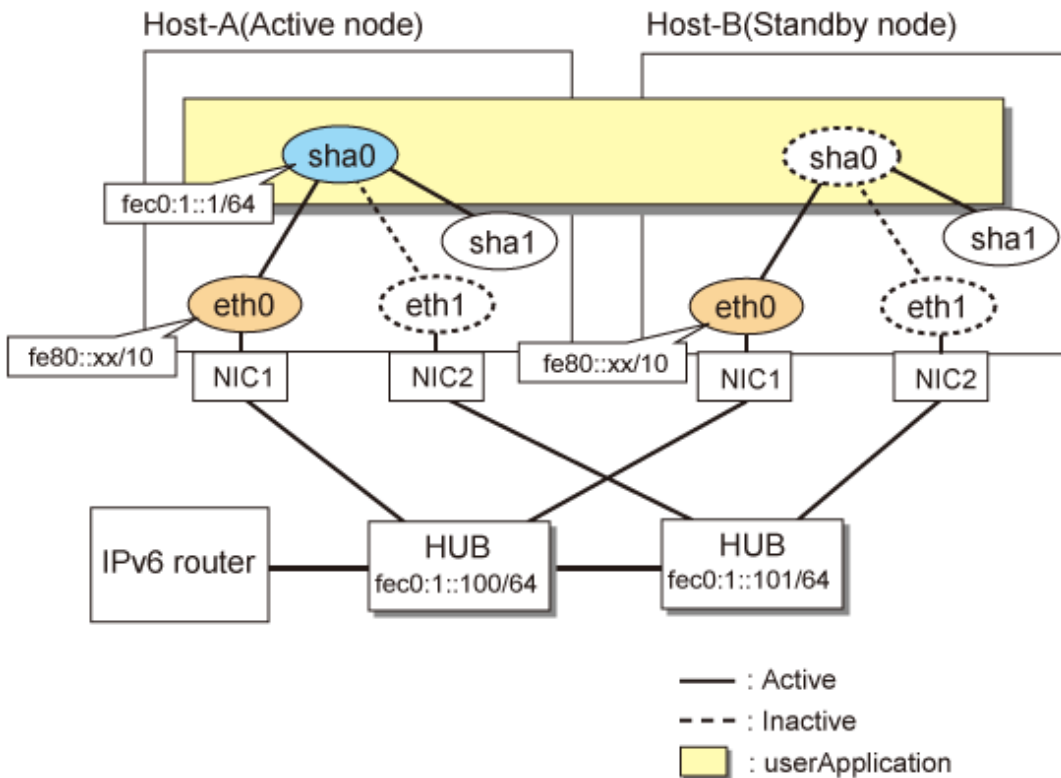 Host-A(Active node)
Host-B(Standby node)
sha0
sha0
fec0:1::1/64
sha1
sha1
eth0
eth1
eth0
eth1
fe80::xx/10
fe80::xx/10
NIC1
NIC2
NIC1
NIC2
IPv6 router
HUB
fec0:1::100/64
HUB
fec0:1::101/64
: Active
: Inactive
: userApplication